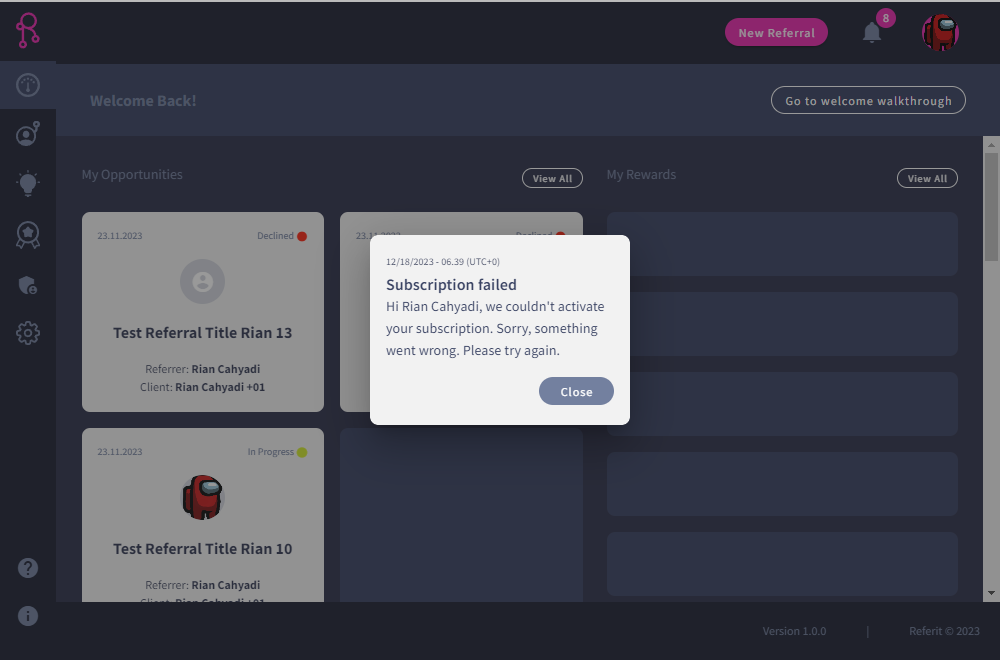 New Referral
8
Welcome Back!
Go to welcome walkthrough
My Opportunities
View All
My Rewards
View All
23.11.2023
Declined
Test Referral Title Rian 13
Referrer: Rian Cahyadi
Client: Rian Cahyadi +01
23.11.2023
Declined
12/18/2023 - 06.39 (UTC+0)
Subscription failed
Hi Rian Cahyadi, we couldn't activate
your subscription. Sorry, something
went wrong. Please try again.
Close
23.11.2023
In Progress
Test Referral Title Rian 10
Referrer: Rian Cahyadi
Client: Rian Cahyadi +01
Version 1.0.0
|
Referit © 2023